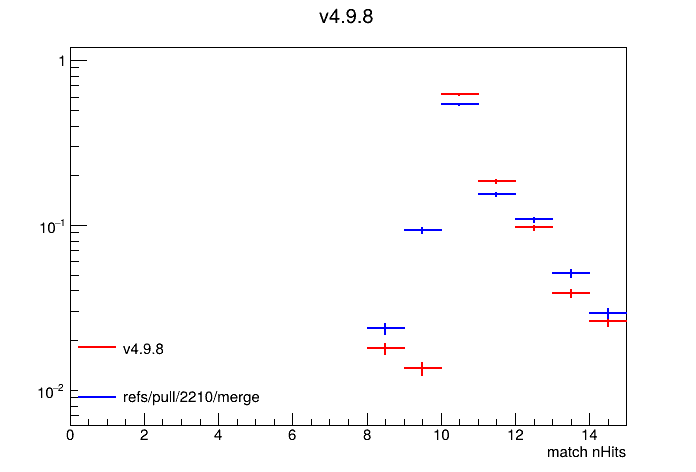 v4.9.8
1
10⁻¹
10⁻²
v4.9.8
refs/pull/2210/merge
0 2 4 6 8 10 12 14
match nHits